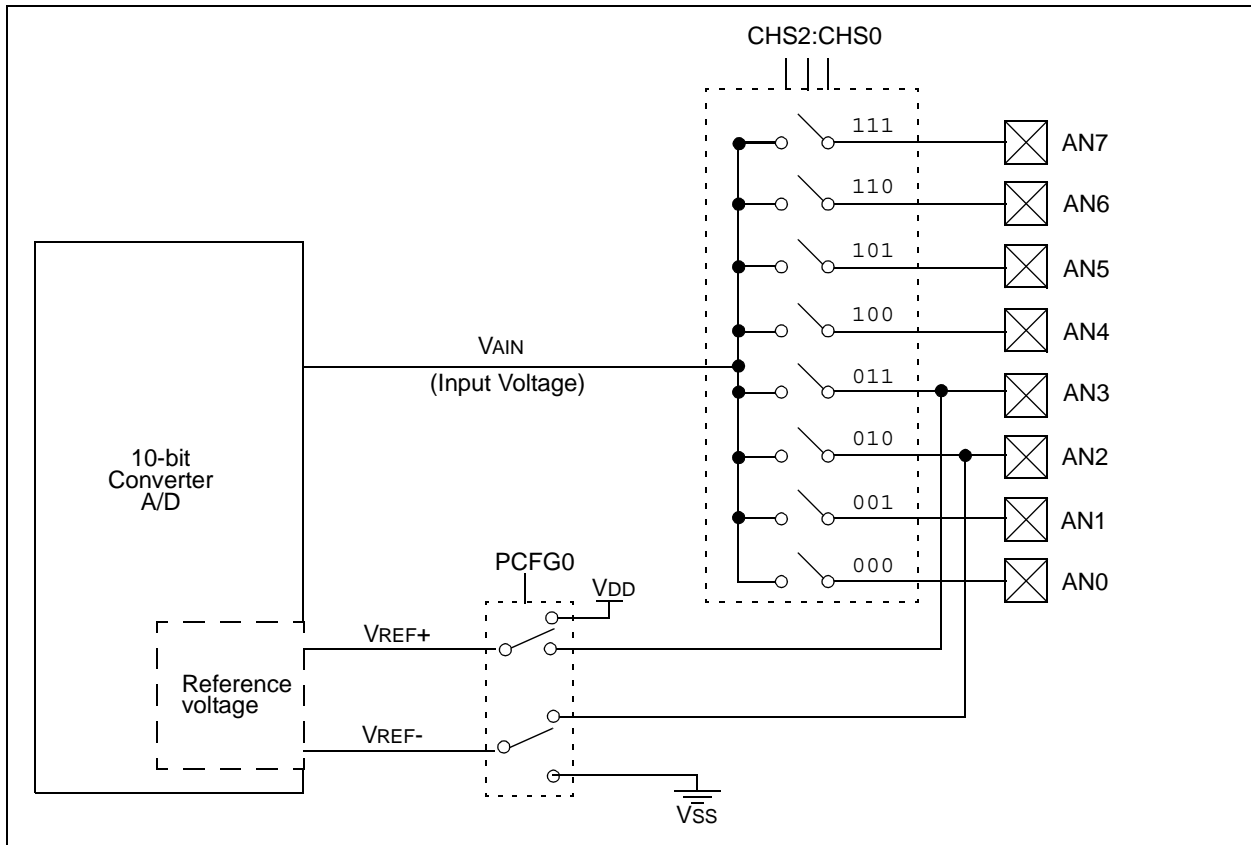 CHS2:CHS0
111
AN7
110
AN6
101
AN5
100
AN4
VAIN
(Input Voltage)
011
AN3
010
AN2
10-bit
Converter
A/D
001
AN1
000
AN0
PCFG0
VDD
VREF+
Reference
voltage
VREF-
VSS